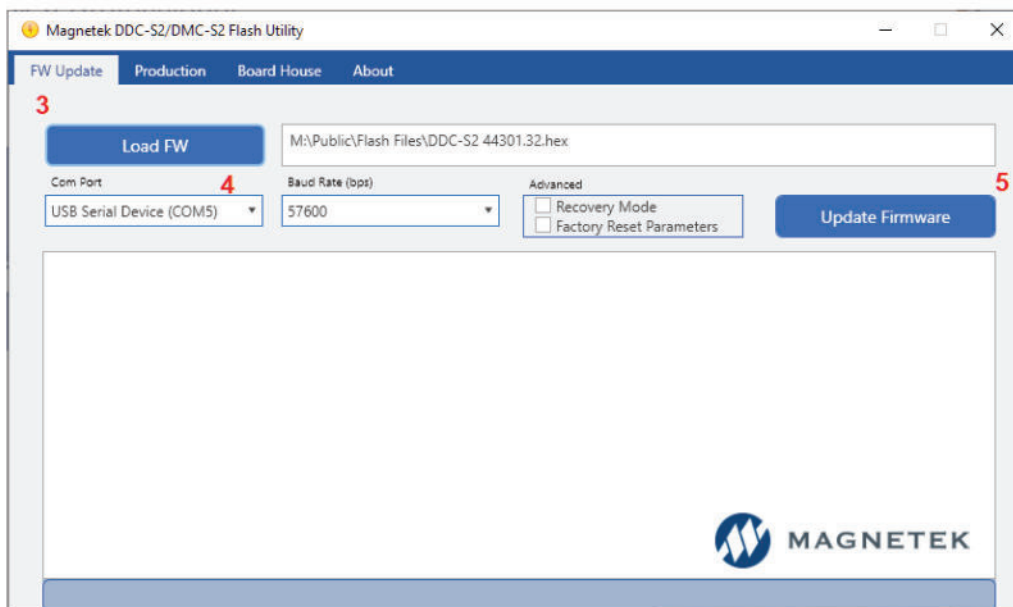 Magnetek DDC-S2/DMC-S2 Flash Utility
FW Update Production Board House About
3
Load FW M:\Public\Flash Files\DDC-S2 44301.32.hex
Com Port 4 Baud Rate (bps) Advanced 5
USB Serial Device (COM5) 57600 Recovery Mode Update Firmware
Factory Reset Parameters
MAGNETEK